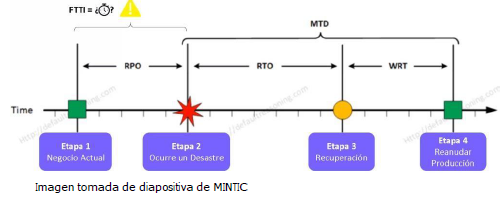 FTTI = ¿⏱?
MTD
RPO
RTO
WRT
Time
Etapa 1
Negocio Actual
Etapa 2
Ocurre un Desastre
Etapa 3
Recuperación
Etapa 4
Reanudar
Producción
Imagen tomada de diapositiva de MINTIC